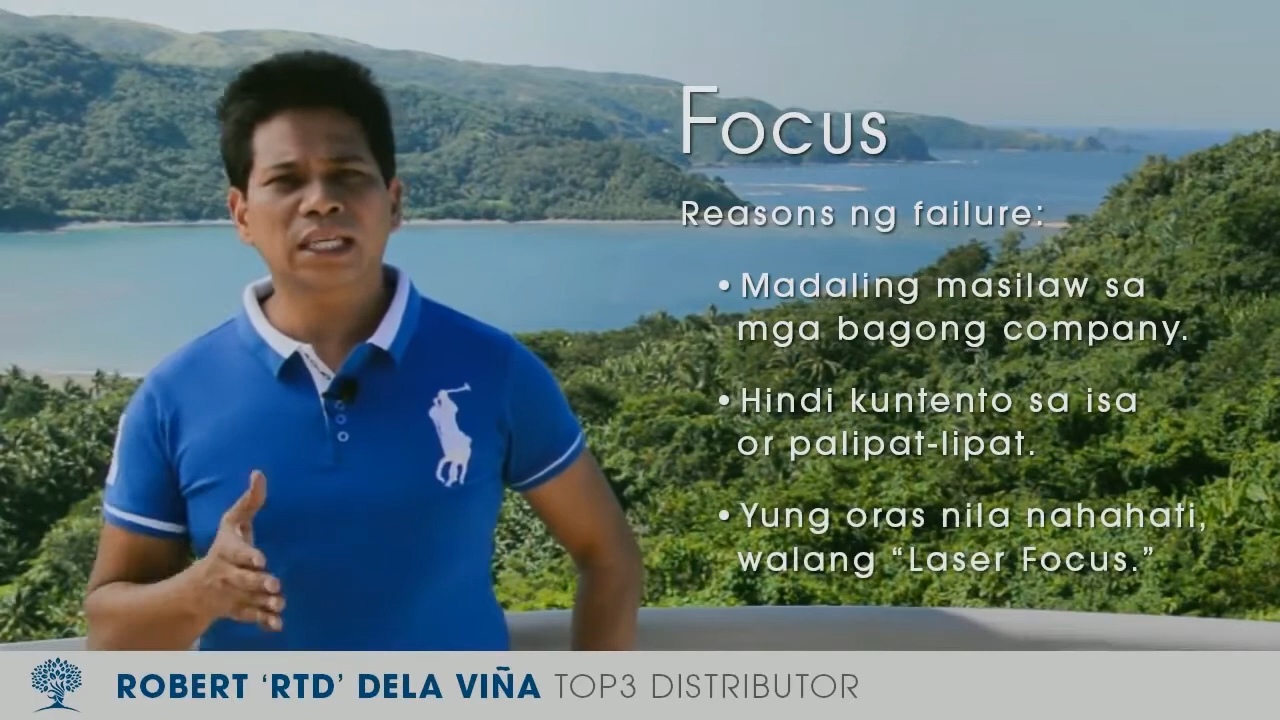 Focus
Reasons ng failure:
•Madaling masilaw sa
mga bagong company.
•Hindi kuntento sa isa
or palipat-lipat.
•Yung oras nila nahahati,
walang “Laser Focus.”
ROBERT ‘RTD’ DELA VIÑA TOP3 DISTRIBUTOR